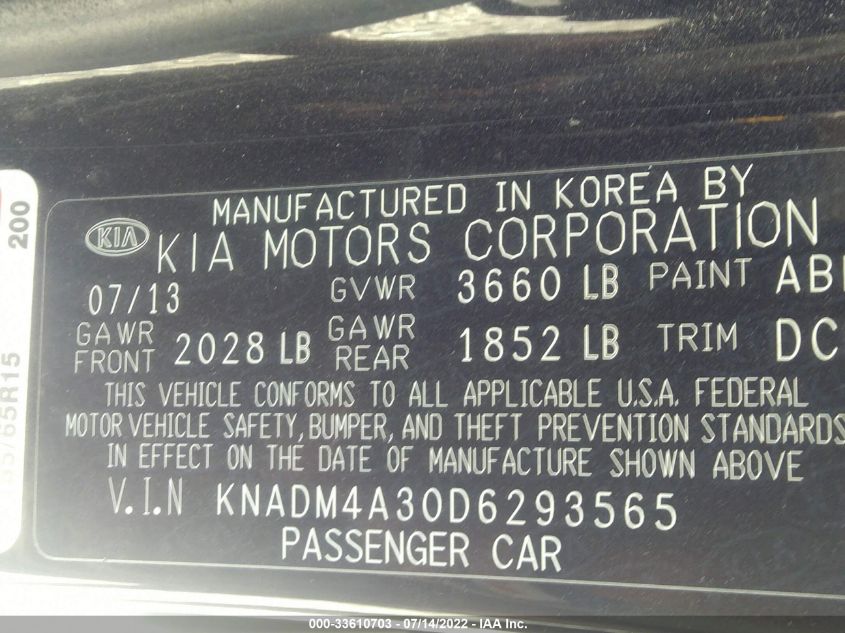 MANUFACTURED IN KOREA BY
KIA KIA MOTORS CORPORATION
07/13 GVWR 3660 LB PAINT
GAWR FRONT 2028 LB GAWR REAR 1852 LB TRIM DC
THIS VEHICLE CONFORMS TO ALL APPLICABLE U.S.A. FEDERAL
MOTOR VEHICLE SAFETY, BUMPER, AND THEFT PREVENTION STANDARDS
IN EFFECT ON THE DATE OF MANUFACTURE SHOWN ABOVE
V.I.N KNADM4A30D6293565
PASSENGER CAR
200
000-33610703 - 07/14/2022 - IAA, Inc.